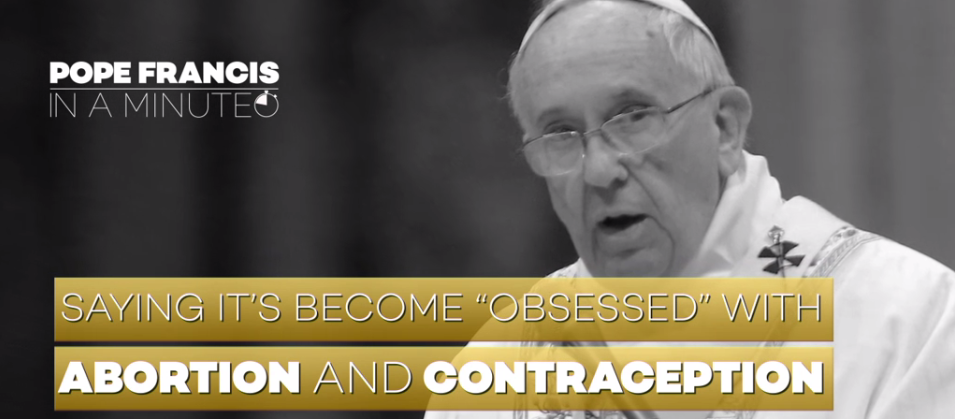 POPE FRANCIS
IN A MINUTE
SAYING IT'S BECOME “OBSESSED” WITH
ABORTION AND CONTRACEPTION